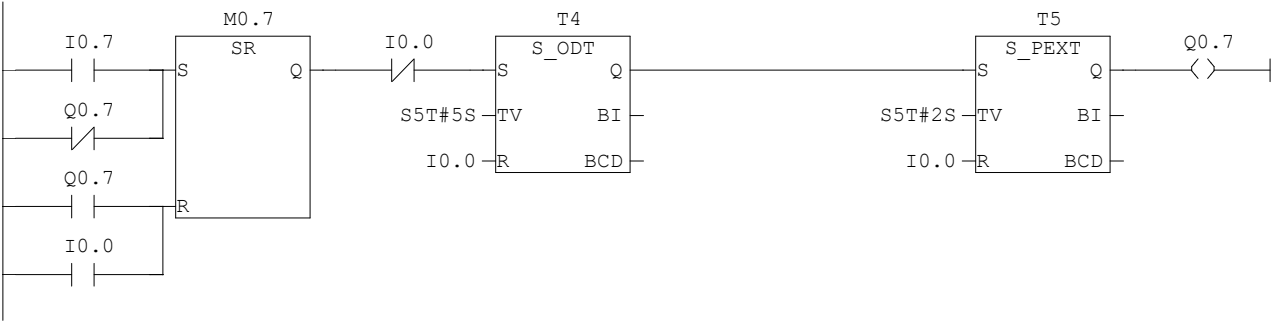 M0.7 T4 T5
I0.7 SR I0.0 S_ODT S_PEXT Q0.7
S Q S Q S Q
Q0.7 S5T#5S TV BI S5T#2S TV BI
I0.0 R BCD I0.0 R BCD
Q0.7
R
I0.0